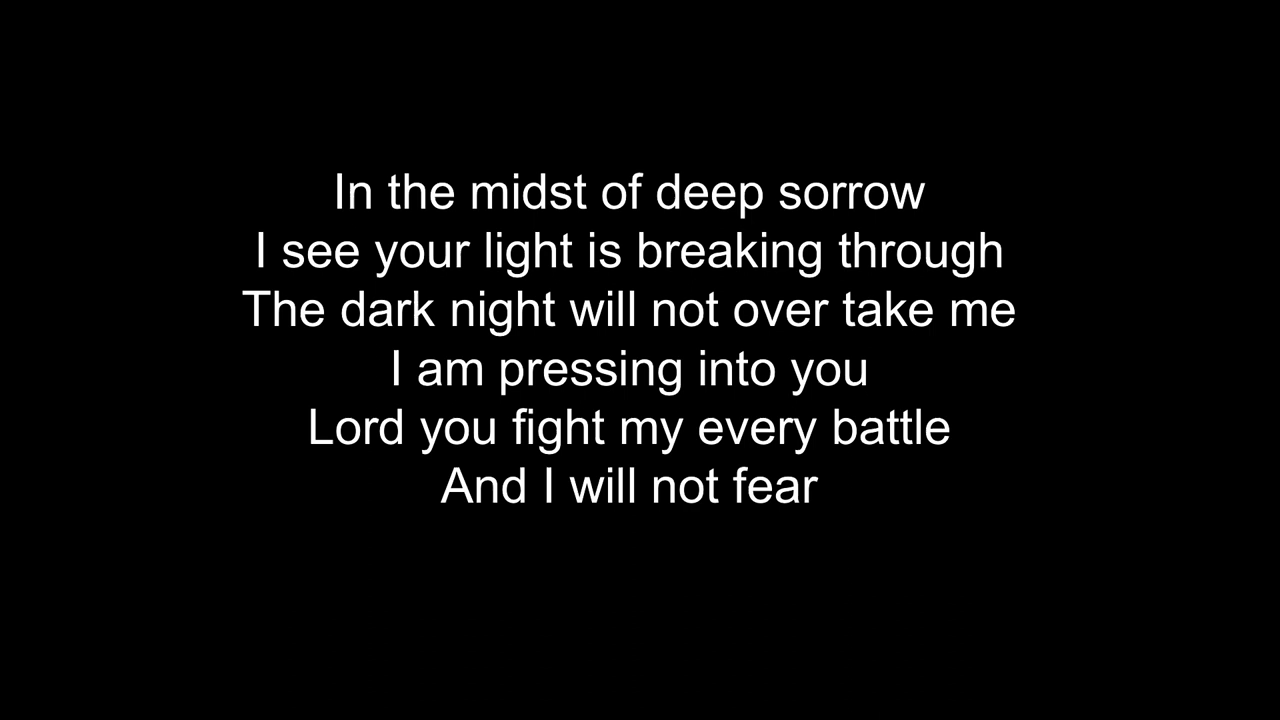 In the midst of deep sorrow
I see your light is breaking through
The dark night will not over take me
I am pressing into you
Lord you fight my every battle
And I will not fear